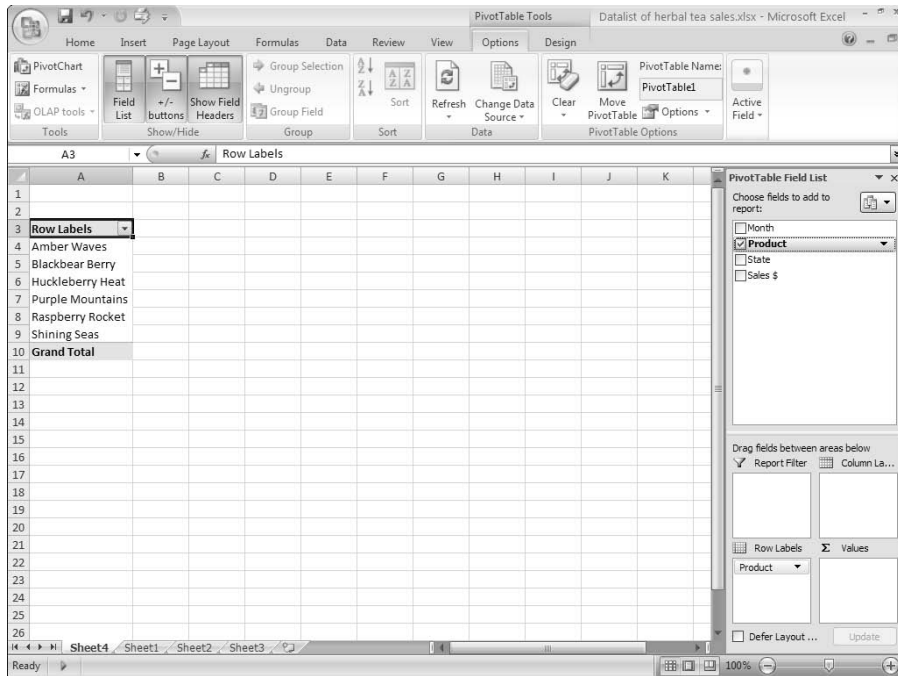 PivotTable Tools
Datalist of herbal tea sales.xlsx - Microsoft Excel
Home Insert Page Layout Formulas Data Review View Options Design
PivotChart
Formulas
OLAP tools
Tools
Field List
+/- buttons
Show Field Headers
Show/Hide
Group Selection
Ungroup
Group Field
Group
Sort
Sort
Refresh
Change Data Source
Data
Clear
Move PivotTable
PivotTable Name:
PivotTable1
Options
PivotTable Options
Active Field
A3 fx Row Labels
A B C D E F G H I J K
1
2
3 Row Labels
4 Amber Waves
5 Blackbear Berry
6 Huckleberry Heat
7 Purple Mountains
8 Raspberry Rocket
9 Shining Seas
10 Grand Total
11
12
13
14
15
16
17
18
19
20
21
22
23
24
25
26
PivotTable Field List
Choose fields to add to
report:
Month
Product
State
Sales $
Drag fields between areas below
Report Filter Column La...
Row Labels Σ Values
Product
Defer Layout ... Update
Sheet4 Sheet1 Sheet2 Sheet3
Ready 100%